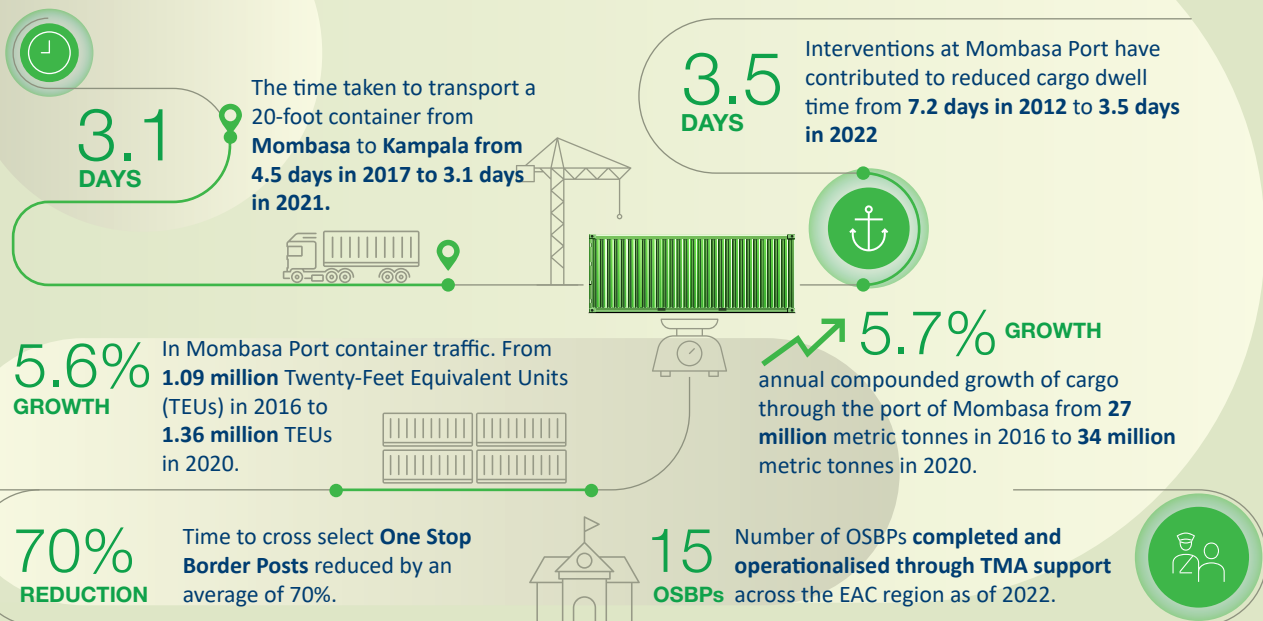 3.1
DAYS
The time taken to transport a
20-foot container from
Mombasa to Kampala from
4.5 days in 2017 to 3.1 days
in 2021.
3.5
DAYS
Interventions at Mombasa Port have
contributed to reduced cargo dwell
time from 7.2 days in 2012 to 3.5 days
in 2022
5.6%
GROWTH
In Mombasa Port container traffic. From
1.09 million Twenty-Feet Equivalent Units
(TEUs) in 2016 to
1.36 million TEUs
in 2020.
5.7% GROWTH
annual compounded growth of cargo
through the port of Mombasa from 27
million metric tonnes in 2016 to 34 million
metric tonnes in 2020.
70%
REDUCTION
Time to cross select One Stop
Border Posts reduced by an
average of 70%.
15
OSBPs
Number of OSBPs completed and
operationalised through TMA support
across the EAC region as of 2022.